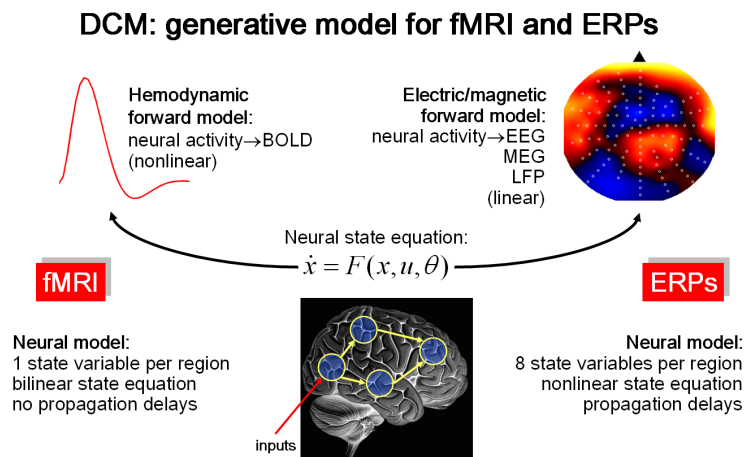 DCM: generative model for fMRI and ERPs
Hemodynamic
forward model:
neural activity→BOLD
(nonlinear)
Electric/magnetic
forward model:
neural activity→EEG
MEG
LFP
(linear)
Neural state equation:
ẋ = F(x, u, θ)
fMRI
ERPs
Neural model:
1 state variable per region
bilinear state equation
no propagation delays
Neural model:
8 state variables per region
nonlinear state equation
propagation delays
inputs